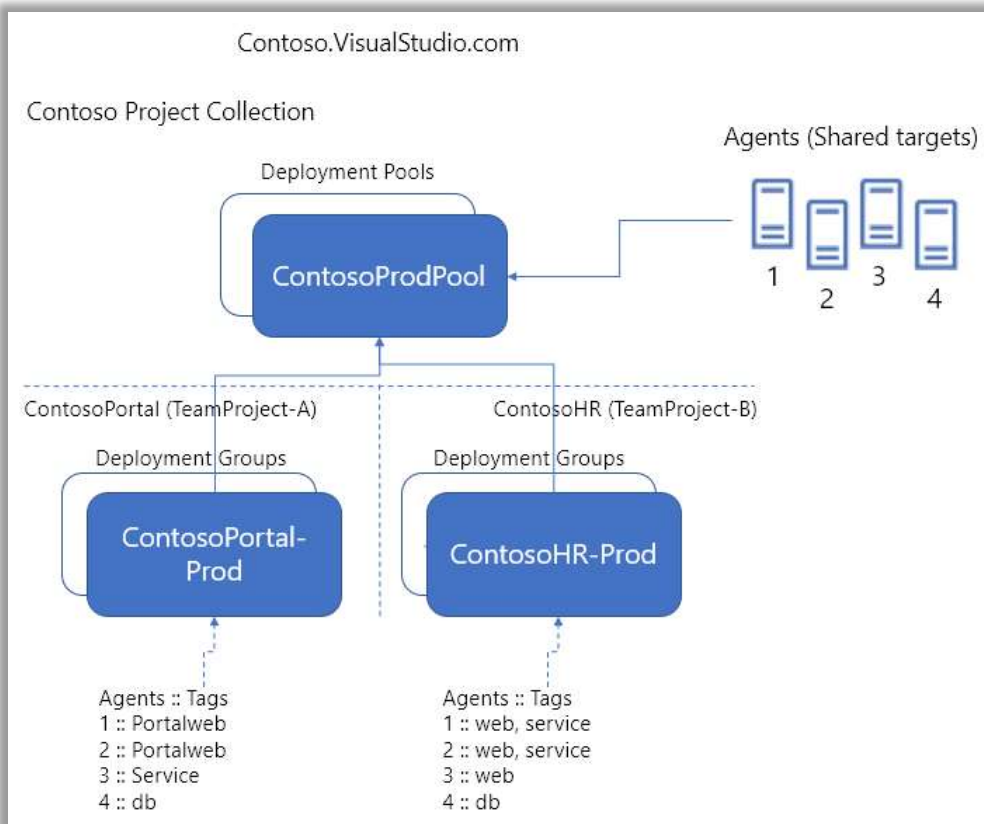 Contoso.VisualStudio.com
Contoso Project Collection
Agents (Shared targets)
Deployment Pools
ContosoProdPool
1
2
3
4
ContosoPortal (TeamProject-A)
ContosoHR (TeamProject-B)
Deployment Groups
Deployment Groups
ContosoPortal-
Prod
ContosoHR-Prod
Agents :: Tags
1 :: Portalweb
2 :: Portalweb
3 :: Service
4 :: db
Agents :: Tags
1 :: web, service
2 :: web, service
3 :: web
4 :: db